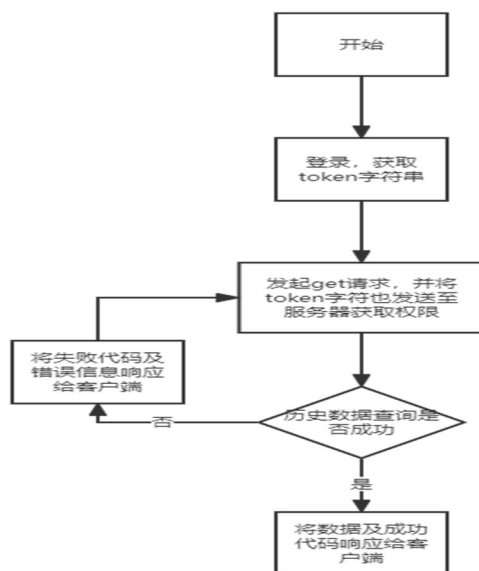 开始
登录，获取
token字符串
发起get请求，并将
token字符也发送至
服务器获取权限
将失败代码及
错误信息响应
给客户端
历史数据查询是
否成功
否
是
将数据及成功
代码响应给客
户端